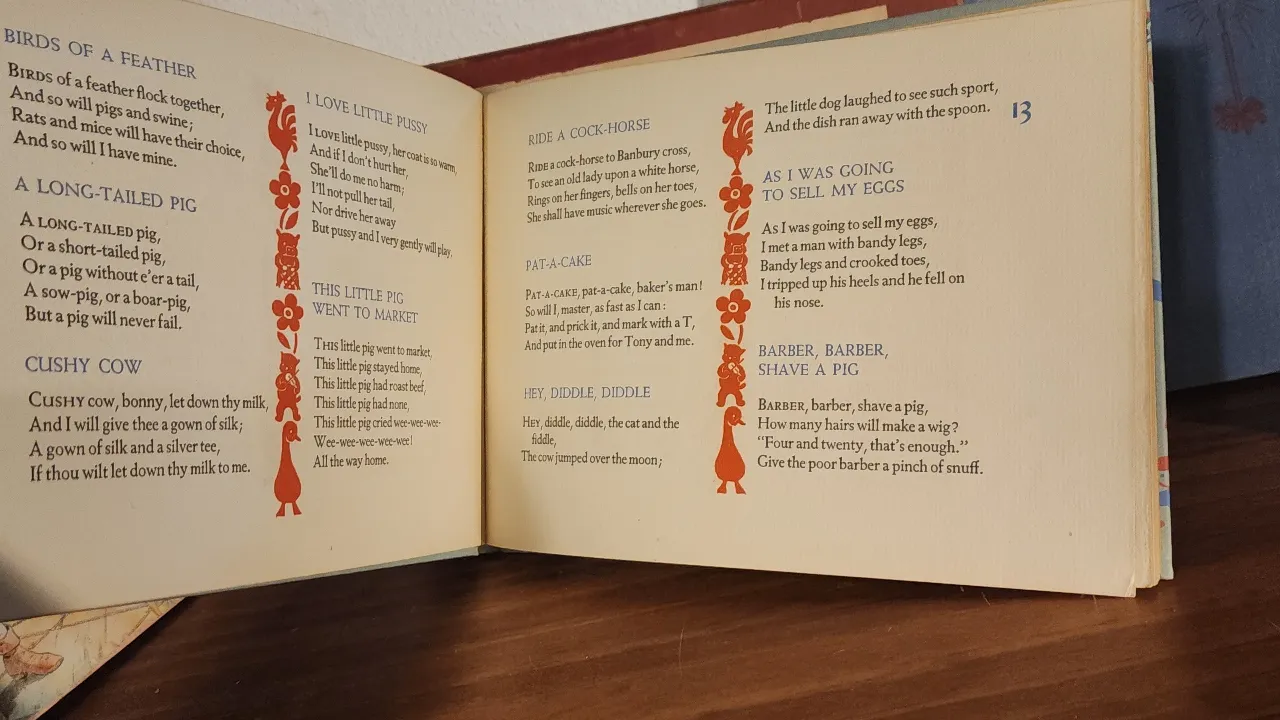 BIRDS OF A FEATHER
BIRDS of a feather flock together,
And so will pigs and swine;
Rats and mice will have their choice,
And so will I have mine.
A LONG-TAILED PIG
A LONG-TAILED pig,
Or a short-tailed pig,
Or a pig without e'er a tail,
A sow-pig, or a boar-pig,
But a pig will never fail.
CUSHY COW
CUSHY cow, bonny, let down thy milk,
And I will give thee a gown of silk;
A gown of silk and a silver tee,
If thou wilt let down thy milk to me.
I LOVE LITTLE PUSSY
I LOVE little pussy, her coat is so warm,
And if I don't hurt her,
She'll do me no harm;
I'll not pull her tail,
Nor drive her away
But pussy and I very gently will play.
THIS LITTLE PIG
WENT TO MARKET
THIS little pig went to market,
This little pig stayed home,
This little pig had roast beef,
This little pig had none,
This little pig cried wee-wee-wee-
Wee-wee-wee-wee-wee!
All the way home.
RIDE A COCK-HORSE
RIDE a cock-horse to Banbury cross,
To see an old lady upon a white horse,
Rings on her fingers, bells on her toes,
She shall have music wherever she goes.
PAT-A-CAKE
PAT-A-CAKE, pat-a-cake, baker's man!
So will I, master, as fast as I can:
Pat it, and prick it, and mark with a T,
And put in the oven for Tony and me.
HEY, DIDDLE, DIDDLE
HEY, diddle, diddle, the cat and the
fiddle,
The cow jumped over the moon;
The little dog laughed to see such sport,
And the dish ran away with the spoon.
13
AS I WAS GOING
TO SELL MY EGGS
As I was going to sell my eggs,
I met a man with bandy legs,
Bandy legs and crooked toes,
I tripped up his heels and he fell on
his nose.
BARBER, BARBER,
SHAVE A PIG
BARBER, barber, shave a pig,
How many hairs will make a wig?
“Four and twenty, that's enough.”
Give the poor barber a pinch of snuff.